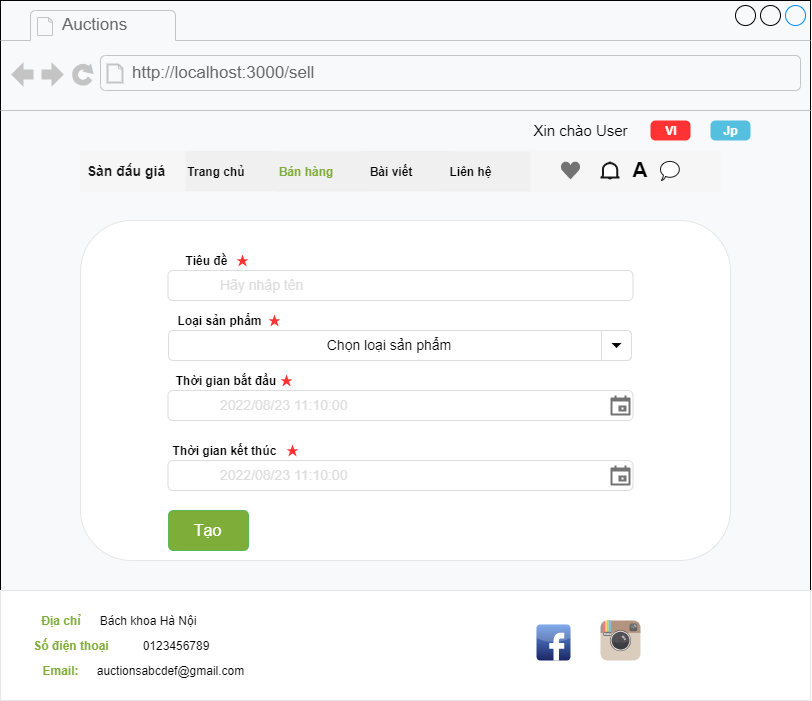 Auctions
http://localhost:3000/sell
Xin chào User VI Jp
Sàn đấu giá Trang chủ Bán hàng Bài viết Liên hệ A
Tiêu đề
Hãy nhập tên
Loại sản phẩm
Chọn loại sản phẩm
Thời gian bắt đầu
2022/08/23 11:10:00
Thời gian kết thúc
2022/08/23 11:10:00
Tạo
Địa chỉ Bách khoa Hà Nội
Số điện thoại 0123456789
Email: auctionsabcdef@gmail.com